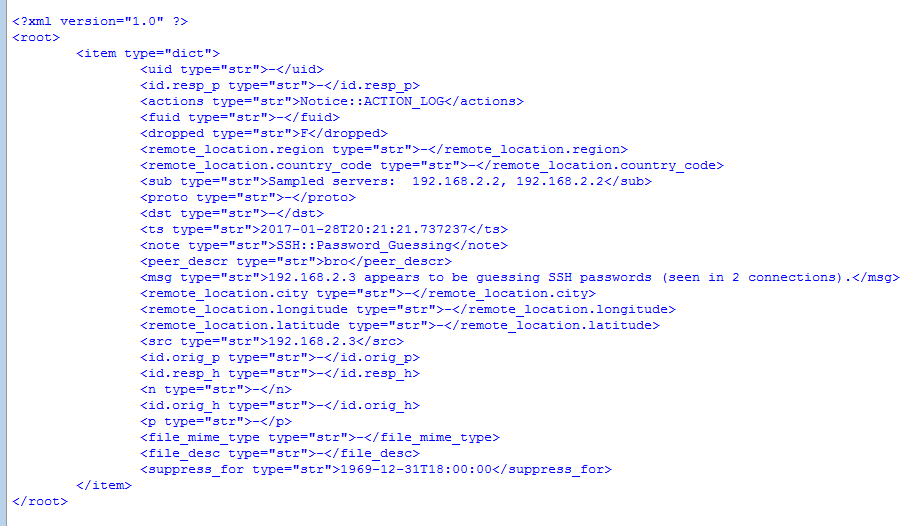 <?xml version="1.0" ?>
<root>
<item type="dict">
<uid type="str">-</uid>
<id.resp_p type="str">-</id.resp_p>
<actions type="str">Notice::ACTION_LOG</actions>
<fuid type="str">-</fuid>
<dropped type="str">F</dropped>
<remote_location.region type="str">-</remote_location.region>
<remote_location.country_code type="str">-</remote_location.country_code>
<sub type="str">Sampled servers:  192.168.2.2, 192.168.2.2</sub>
<proto type="str">-</proto>
<dst type="str">-</dst>
<ts type="str">2017-01-28T20:21:21.737237</ts>
<note type="str">SSH::Password_Guessing</note>
<peer_descr type="str">bro</peer_descr>
<msg type="str">192.168.2.3 appears to be guessing SSH passwords (seen in 2 connections).</msg>
<remote_location.city type="str">-</remote_location.city>
<remote_location.longitude type="str">-</remote_location.longitude>
<remote_location.latitude type="str">-</remote_location.latitude>
<src type="str">192.168.2.3</src>
<id.orig_p type="str">-</id.orig_p>
<id.resp_h type="str">-</id.resp_h>
<n type="str">-</n>
<id.orig_h type="str">-</id.orig_h>
<p type="str">-</p>
<file_mime_type type="str">-</file_mime_type>
<file_desc type="str">-</file_desc>
<suppress_for type="str">1969-12-31T18:00:00</suppress_for>
</item>
</root>